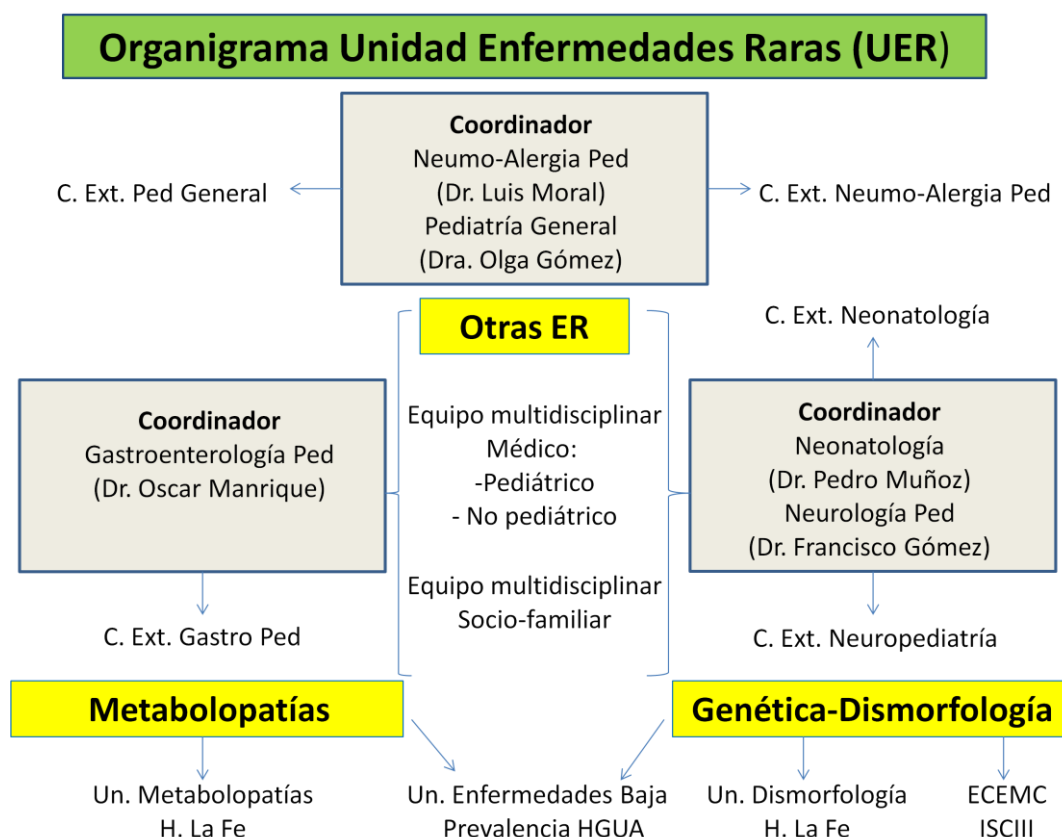 Organigrama Unidad Enfermedades Raras (UER)
Coordinador
Neumo-Alergia Ped
(Dr. Luis Moral)
Pediatría General
(Dra. Olga Gómez)
C. Ext. Ped General
C. Ext. Neumo-Alergia Ped
Otras ER
C. Ext. Neonatología
Coordinador
Gastroenterología Ped
(Dr. Oscar Manrique)
Equipo multidisciplinar
Médico:
-Pediátrico
- No pediátrico
Equipo multidisciplinar
Socio-familiar
Coordinador
Neonatología
(Dr. Pedro Muñoz)
Neurología Ped
(Dr. Francisco Gómez)
C. Ext. Gastro Ped
C. Ext. Neuropediatría
Metabolopatías
Genética-Dismorfología
Un. Metabolopatías
H. La Fe
Un. Enfermedades Baja
Prevalencia HGUA
Un. Dismorfología
H. La Fe
ECEMC
ISCIII